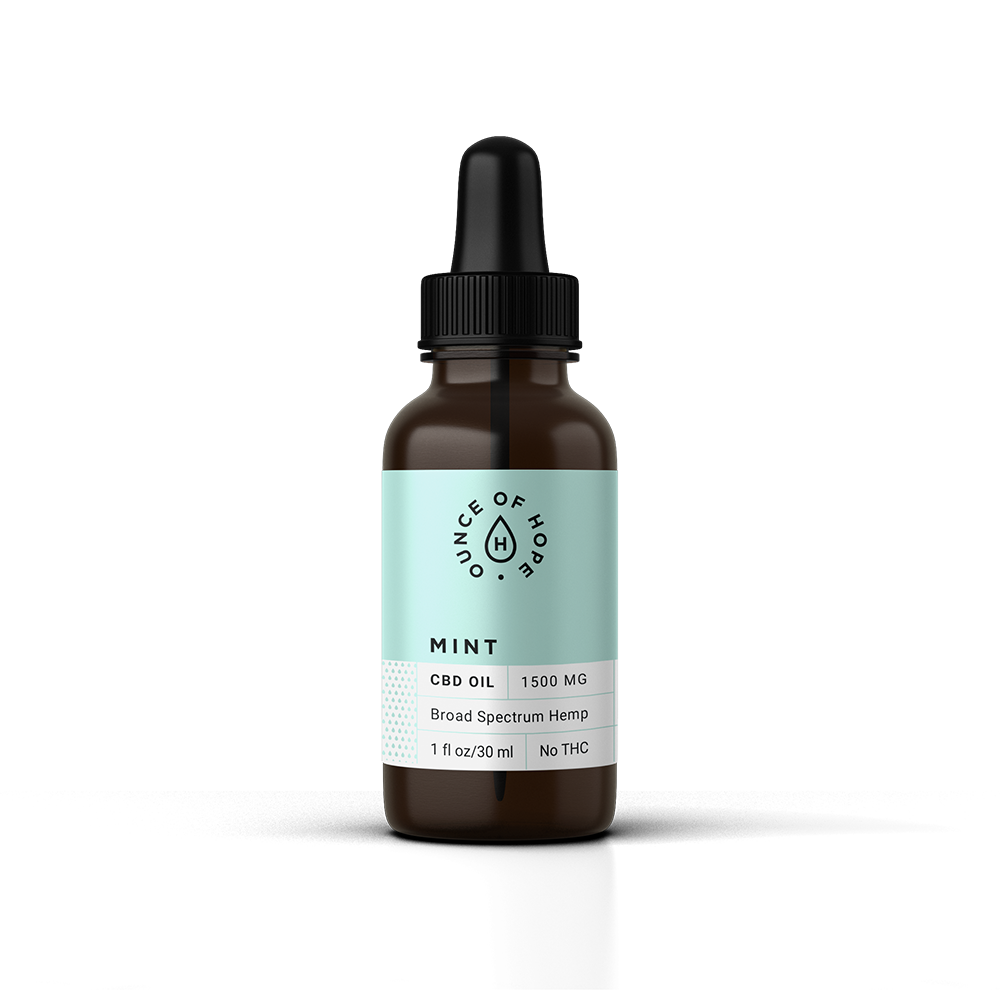 OUNCE OF HOPE
H
MINT
CBD OIL 1500 MG
Broad Spectrum Hemp
1 fl oz/30 ml No THC